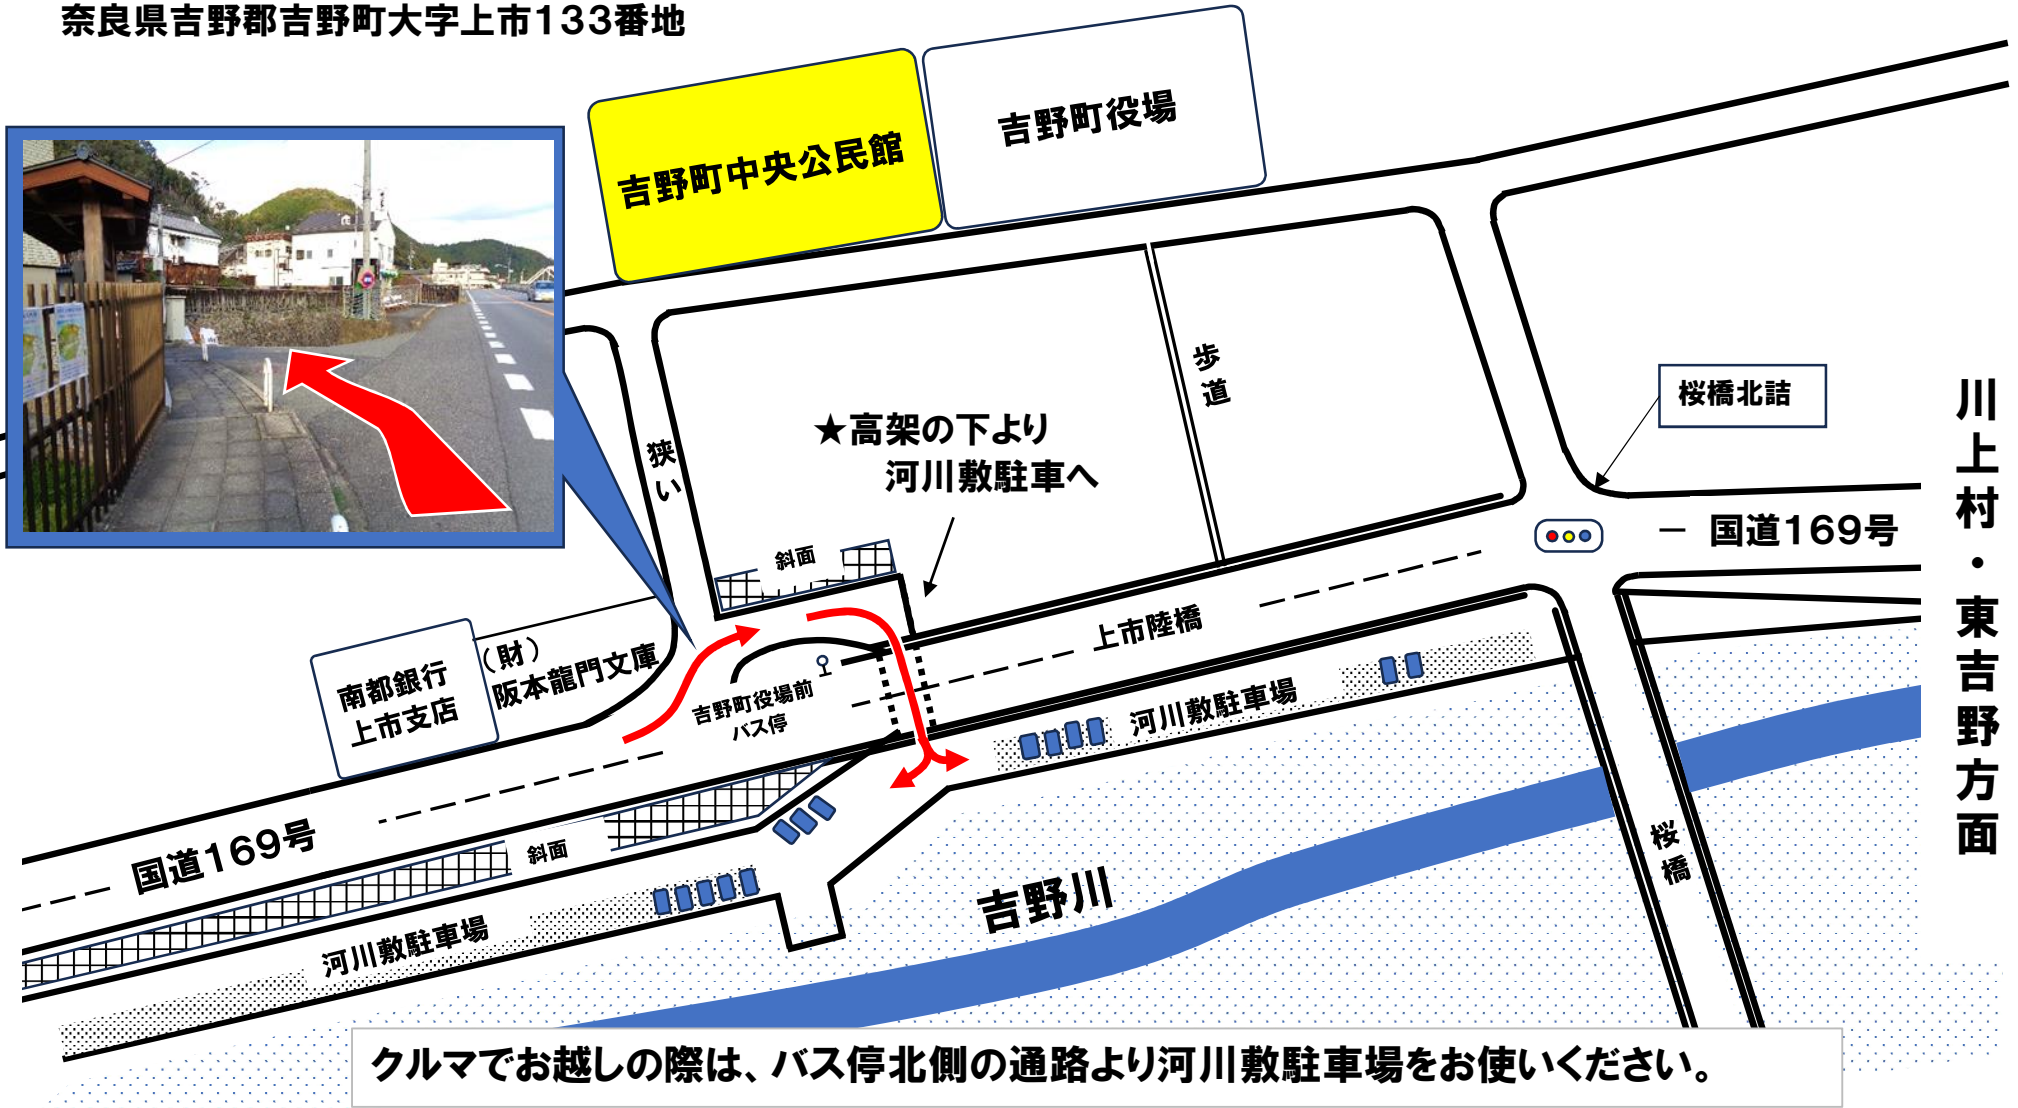 奈良県吉野郡吉野町大字上市133番地
吉野町中央公民館
吉野町役場
歩道
狭い
★高架の下より
河川敷駐車へ
桜橋北詰
川上村・東吉野方面
国道169号
斜面
上市陸橋
南都銀行
上市支店
（財）
阪本龍門文庫
吉野町役場前
バス停
河川敷駐車場
国道169号
斜面
河川敷駐車場
吉野川
桜橋
クルマでお越しの際は、バス停北側の通路より河川敷駐車場をお使いください。